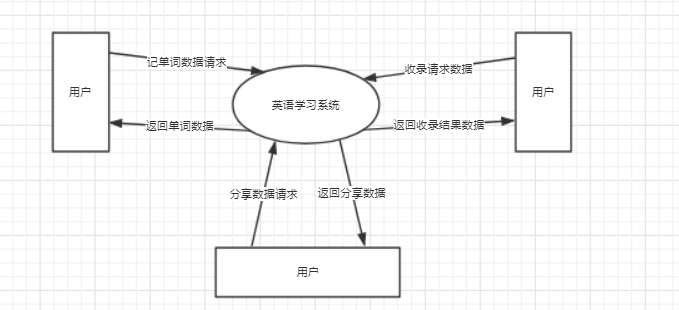 记单词数据请求
收录请求数据
用户
英语学习系统
用户
返回单词数据
返回收录结果数据
分享数据请求
返回分享数据
用户